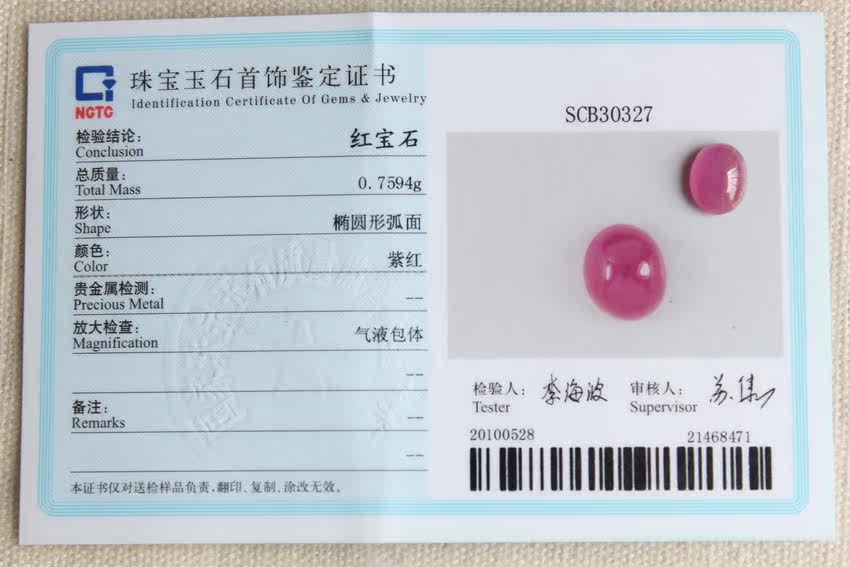 NGTC
珠宝玉石首饰鉴定证书
Identification Certificate Of Gems & Jewelry
检验结论: 红宝石
Conclusion
总质量: 0.7594g
Total Mass
形状: 椭圆形弧面
Shape
颜色: 紫红
Color
贵金属检测: --
Precious Metal
放大检查: 气液包体
Magnification
--
备注: --
Remarks
--
本证书仅对送检样品负责,翻印、复制、涂改无效。
SCB30327
检验人: 李海波 审核人:
Tester Supervisor
20100528 21468471